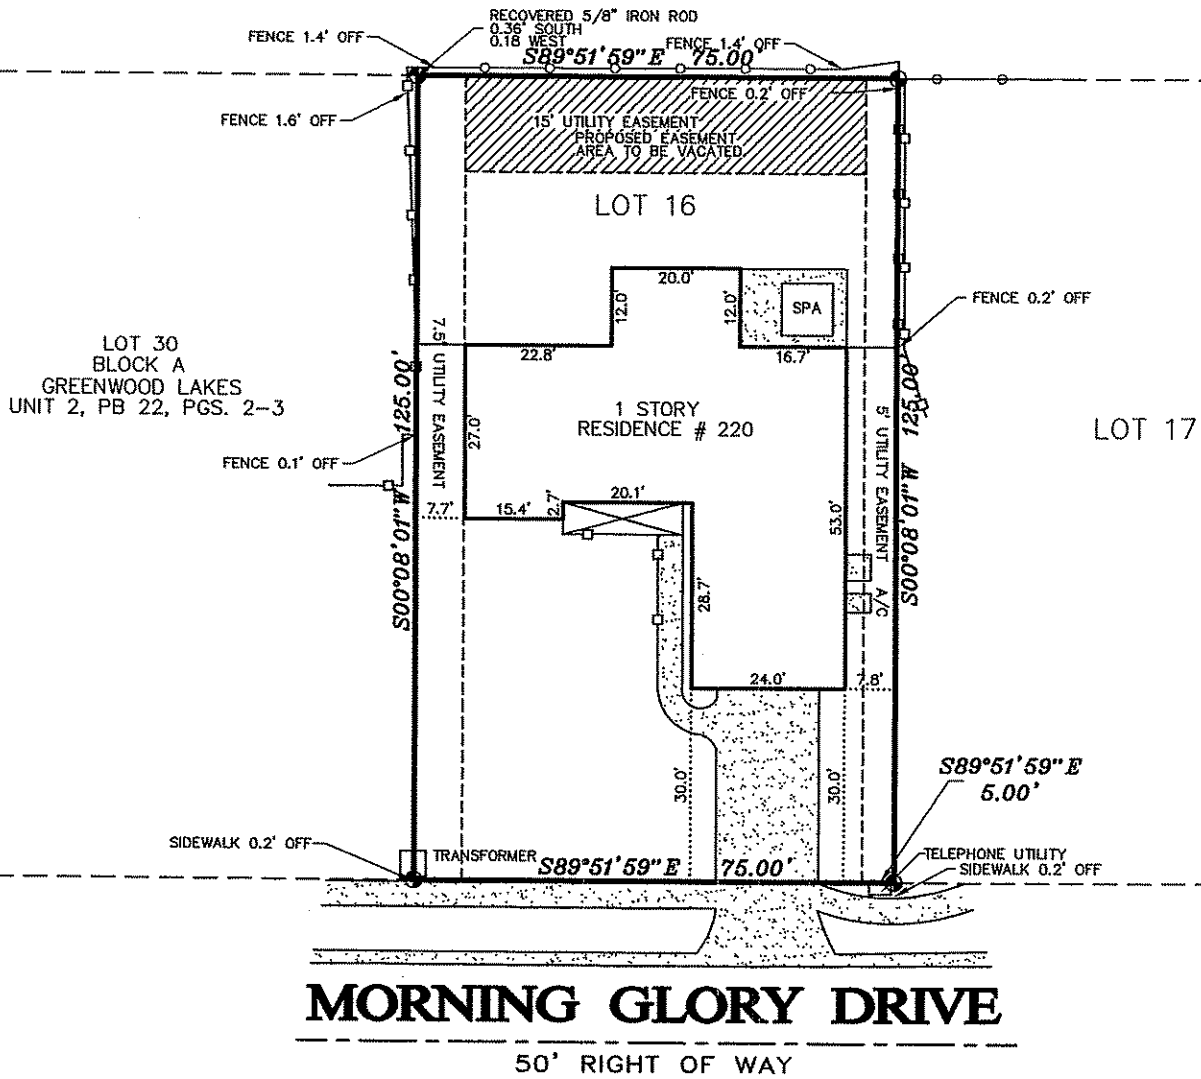 RECOVERED 5/8" IRON ROD
0.36' SOUTH
0.18 WEST
FENCE 1.4' OFF
FENCE 1.4' OFF
S89°51'59"E 75.00'
FENCE 0.2' OFF
FENCE 1.6' OFF
15' UTILITY EASEMENT
PROPOSED EASEMENT
AREA TO BE VACATED
LOT 16
20.0'
12.0'
12.0'
SPA
FENCE 0.2' OFF
LOT 30
BLOCK A
GREENWOOD LAKES
UNIT 2, PB 22, PGS. 2-3
22.8'
16.7'
7.5' UTILITY EASEMENT
S00°08'01"W 125.00'
27.0'
1 STORY
RESIDENCE # 220
5' UTILITY EASEMENT
S00°08'01"W 125.00'
LOT 17
FENCE 0.1' OFF
7.7'
15.4'
2.7'
20.1'
53.0'
28.7'
A/C
24.0'
7.8'
30.0'
30.0'
S89°51'59"E
5.00'
SIDEWALK 0.2' OFF
TRANSFORMER
S89°51'59"E 75.00'
TELEPHONE UTILITY
SIDEWALK 0.2' OFF
MORNING GLORY DRIVE
50' RIGHT OF WAY